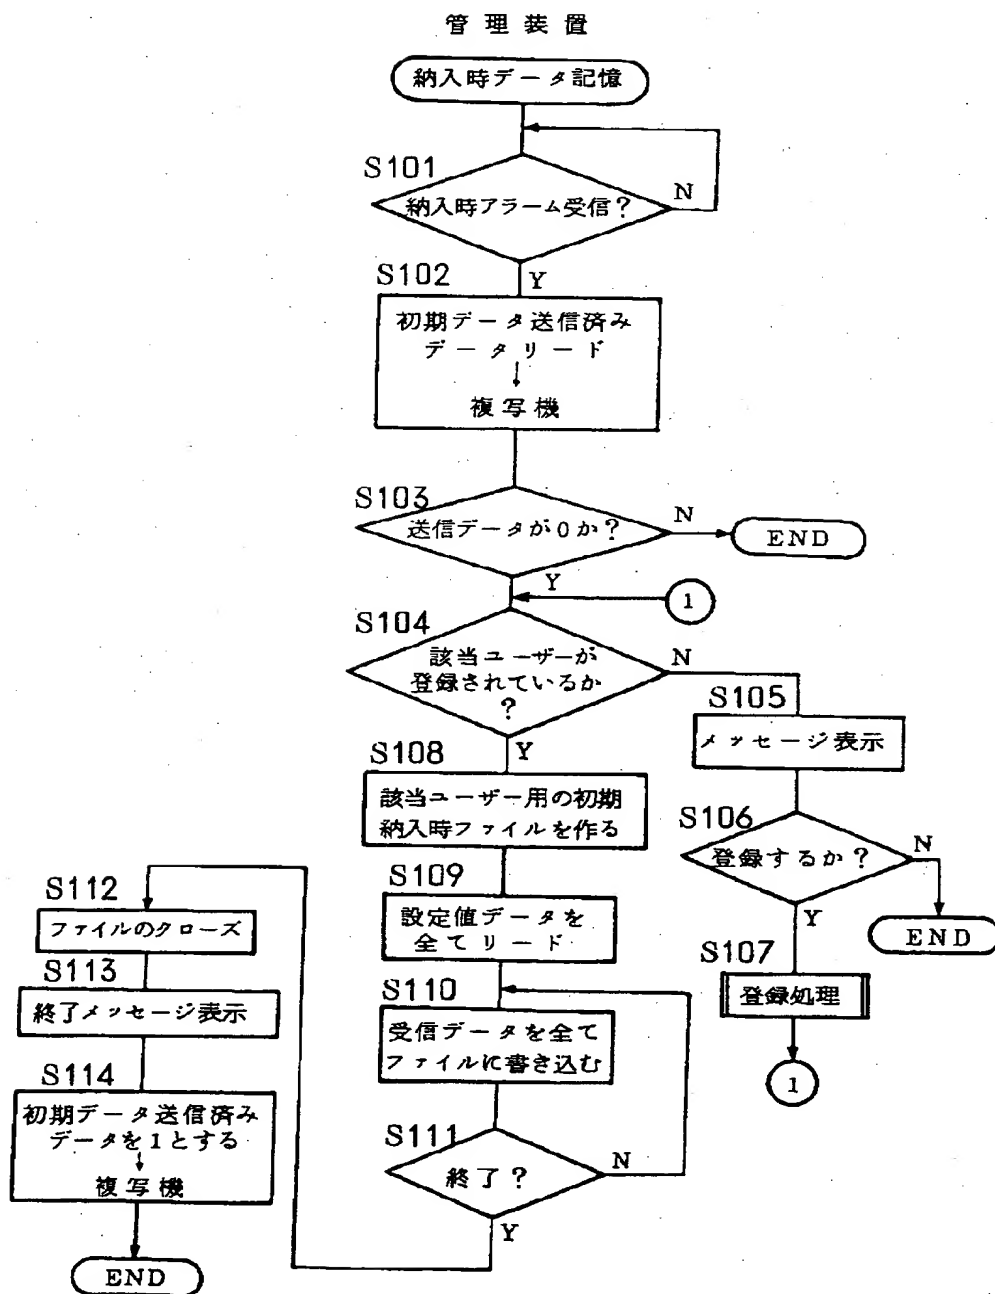 管理装置
納入時データ記憶
S101
納入時アラーム受信?
N
Y
S102
初期データ送信済み
データリード
複写機
S103
送信データが0か?
N
END
Y
1
S104
該当ユーザーが
登録されているか
?
N
Y
S105
メッセージ表示
S106
登録するか?
N
END
Y
S107
登録処理
1
S108
該当ユーザー用の初期
納入時ファイルを作る
S109
設定値データを
全てリード
S110
受信データを全て
ファイルに書き込む
S111
終了?
N
Y
S112
ファイルのクローズ
S113
終了メッセージ表示
S114
初期データ送信済み
データを1とする
複写機
END